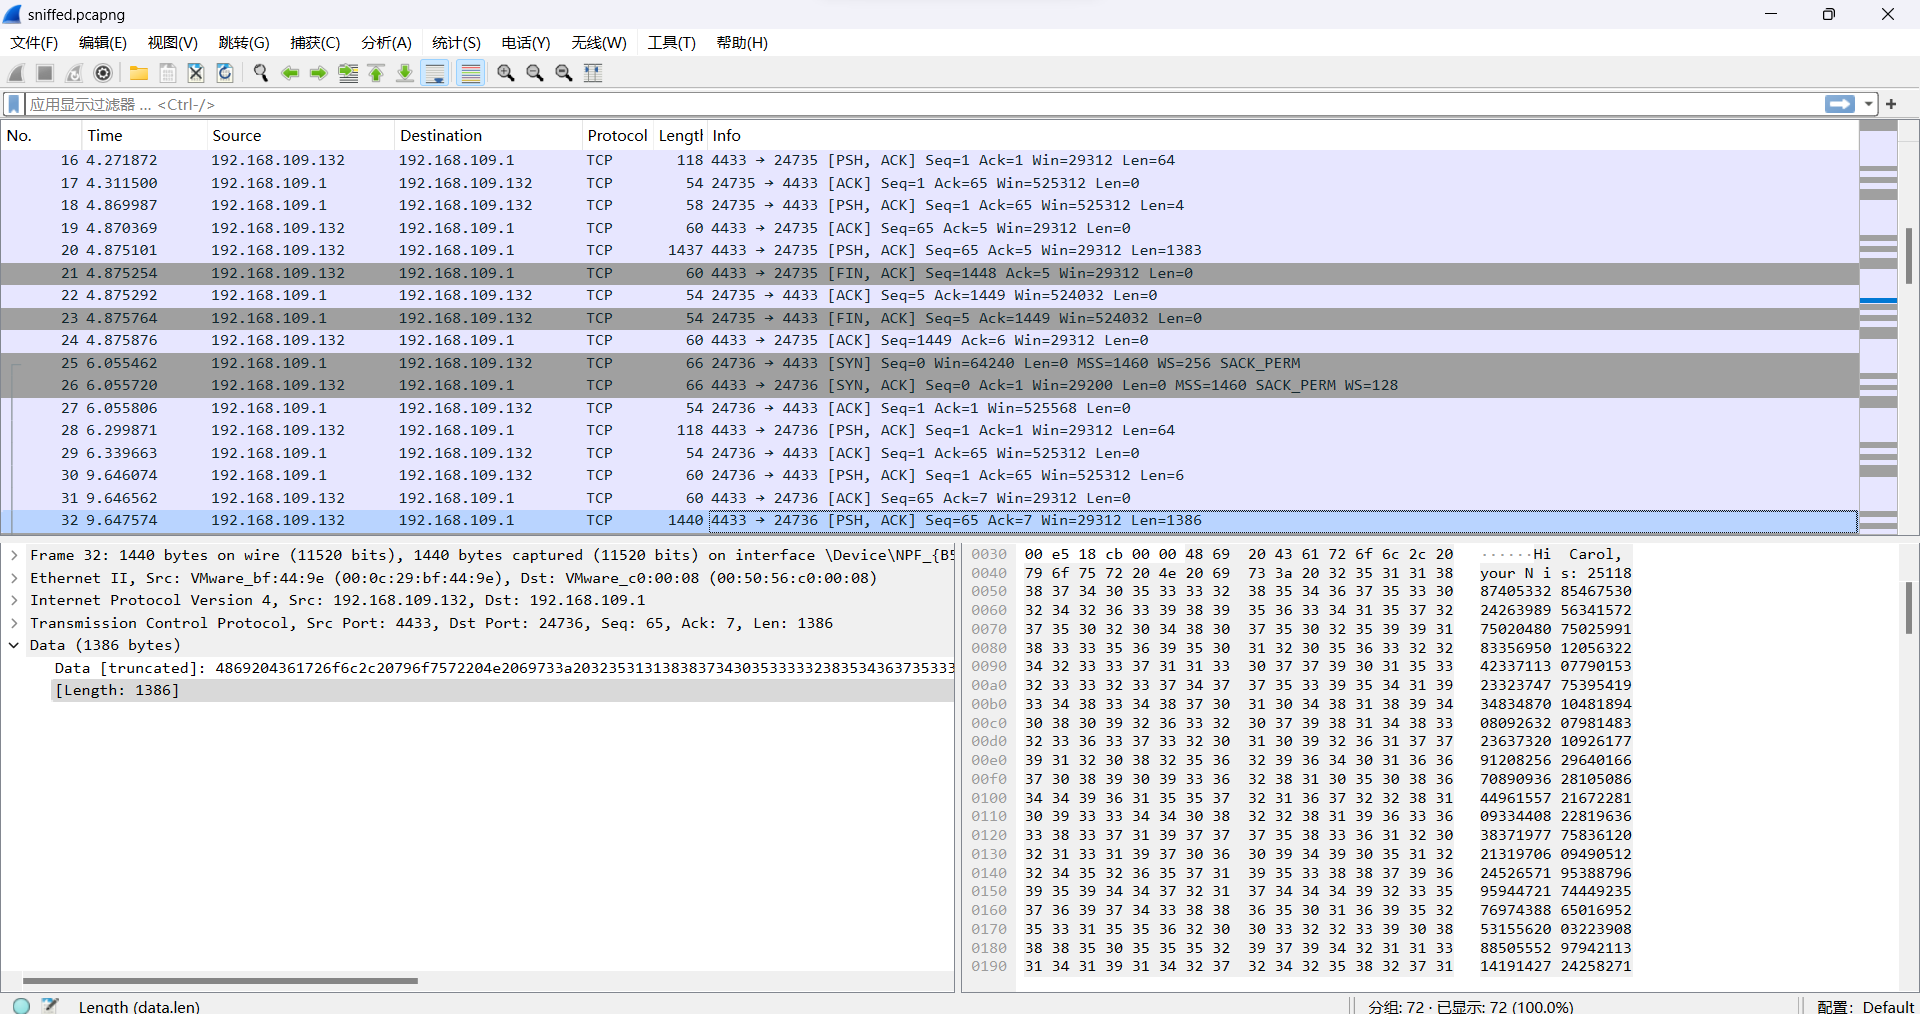 sniffed.pcapng
文件(F) 编辑(E) 视图(V) 跳转(G) 捕获(C) 分析(A) 统计(S) 电话(Y) 无线(W) 工具(T) 帮助(H)
应用显示过滤器 … <Ctrl-/>
No. Time Source Destination Protocol Length Info
16 4.271872 192.168.109.132 192.168.109.1 TCP 118 4433 → 24735 [PSH, ACK] Seq=1 Ack=1 Win=29312 Len=64
17 4.311500 192.168.109.1 192.168.109.132 TCP 54 24735 → 4433 [ACK] Seq=1 Ack=65 Win=525312 Len=0
18 4.869987 192.168.109.1 192.168.109.132 TCP 58 24735 → 4433 [PSH, ACK] Seq=1 Ack=65 Win=525312 Len=4
19 4.870369 192.168.109.132 192.168.109.1 TCP 60 4433 → 24735 [ACK] Seq=65 Ack=5 Win=29312 Len=0
20 4.875101 192.168.109.132 192.168.109.1 TCP 1437 4433 → 24735 [PSH, ACK] Seq=65 Ack=5 Win=29312 Len=1383
21 4.875254 192.168.109.132 192.168.109.1 TCP 60 4433 → 24735 [FIN, ACK] Seq=1448 Ack=5 Win=29312 Len=0
22 4.875292 192.168.109.1 192.168.109.132 TCP 54 24735 → 4433 [ACK] Seq=5 Ack=1449 Win=524032 Len=0
23 4.875764 192.168.109.1 192.168.109.132 TCP 54 24735 → 4433 [FIN, ACK] Seq=5 Ack=1449 Win=524032 Len=0
24 4.875876 192.168.109.132 192.168.109.1 TCP 60 4433 → 24735 [ACK] Seq=1449 Ack=6 Win=29312 Len=0
25 6.055462 192.168.109.1 192.168.109.132 TCP 66 24736 → 4433 [SYN] Seq=0 Win=64240 Len=0 MSS=1460 WS=256 SACK_PERM
26 6.055720 192.168.109.132 192.168.109.1 TCP 66 4433 → 24736 [SYN, ACK] Seq=0 Ack=1 Win=29200 Len=0 MSS=1460 SACK_PERM WS=128
27 6.055806 192.168.109.1 192.168.109.132 TCP 54 24736 → 4433 [ACK] Seq=1 Ack=1 Win=525568 Len=0
28 6.299871 192.168.109.132 192.168.109.1 TCP 118 4433 → 24736 [PSH, ACK] Seq=1 Ack=1 Win=29312 Len=64
29 6.339663 192.168.109.1 192.168.109.132 TCP 54 24736 → 4433 [ACK] Seq=1 Ack=65 Win=525312 Len=0
30 9.646074 192.168.109.1 192.168.109.132 TCP 60 24736 → 4433 [PSH, ACK] Seq=1 Ack=65 Win=525312 Len=6
31 9.646562 192.168.109.132 192.168.109.1 TCP 60 4433 → 24736 [ACK] Seq=65 Ack=7 Win=29312 Len=0
32 9.647574 192.168.109.132 192.168.109.1 TCP 1440 4433 → 24736 [PSH, ACK] Seq=65 Ack=7 Win=29312 Len=1386
Frame 32: 1440 bytes on wire (11520 bits), 1440 bytes captured (11520 bits) on interface \Device\NPF_{B5
Ethernet II, Src: VMware_bf:44:9e (00:0c:29:bf:44:9e), Dst: VMware_c0:00:08 (00:50:56:c0:00:08)
Internet Protocol Version 4, Src: 192.168.109.132, Dst: 192.168.109.1
Transmission Control Protocol, Src Port: 4433, Dst Port: 24736, Seq: 65, Ack: 7, Len: 1386
Data (1386 bytes)
Data [truncated]: 4869204361726f6c2c20796f7572204e2069733a20323531313838373430353333323835343637353333
[Length: 1386]
0030 00 e5 18 cb 00 00 48 69 20 43 61 72 6f 6c 2c 20 ······Hi Carol,
0040 79 6f 75 72 20 4e 20 69 73 3a 20 32 35 31 31 38 your N i s: 25118
0050 38 37 34 30 35 33 33 32 38 35 34 36 37 35 33 30 87405332 85467530
0060 32 34 32 36 33 39 38 39 35 36 33 34 31 35 37 32 24263989 56341572
0070 37 35 30 32 30 34 38 30 37 35 30 32 35 39 39 31 75020480 75025991
0080 38 33 33 35 36 39 35 30 31 32 30 35 36 33 32 32 83356950 12056322
0090 34 32 33 33 37 31 31 33 30 37 37 39 30 31 35 33 42337113 07790153
00a0 32 33 33 32 33 37 34 37 37 35 33 39 35 34 31 39 23323747 75395419
00b0 33 34 38 33 34 38 37 30 31 30 34 38 31 38 39 34 34834870 10481894
00c0 30 38 30 39 32 36 33 32 30 37 39 38 31 34 38 33 08092632 07981483
00d0 32 33 36 33 37 33 32 30 31 30 39 32 36 31 37 37 23637320 10926177
00e0 39 31 32 30 38 32 35 36 32 39 36 34 30 31 36 36 91208256 29640166
00f0 37 30 38 39 30 39 33 36 32 38 31 30 35 30 38 36 70890936 28105086
0100 34 34 39 36 31 35 35 37 32 31 36 37 32 32 38 31 44961557 21672281
0110 30 39 33 33 34 34 30 38 32 32 38 31 39 36 33 36 09334408 22819636
0120 33 38 33 37 31 39 37 37 37 35 38 33 36 31 32 30 38371977 75836120
0130 32 31 33 31 39 37 30 36 30 39 34 39 30 35 31 32 21319706 09490512
0140 32 34 35 32 36 35 37 31 39 35 33 38 38 37 39 36 24526571 95388796
0150 39 35 39 34 34 37 32 31 37 34 34 34 39 32 33 35 95944721 74449235
0160 37 36 39 37 34 33 38 38 36 35 30 31 36 39 35 32 76974388 65016952
0170 35 33 31 35 35 36 32 30 30 33 32 32 33 39 30 38 53155620 03223908
0180 38 38 35 30 35 35 35 32 39 37 39 34 32 31 31 33 88505552 97942113
0190 31 34 31 39 31 34 32 37 32 34 32 35 38 32 37 31 14191427 24258271
Length (data.len) 分组: 72 · 已显示: 72 (100.0%) 配置: Default